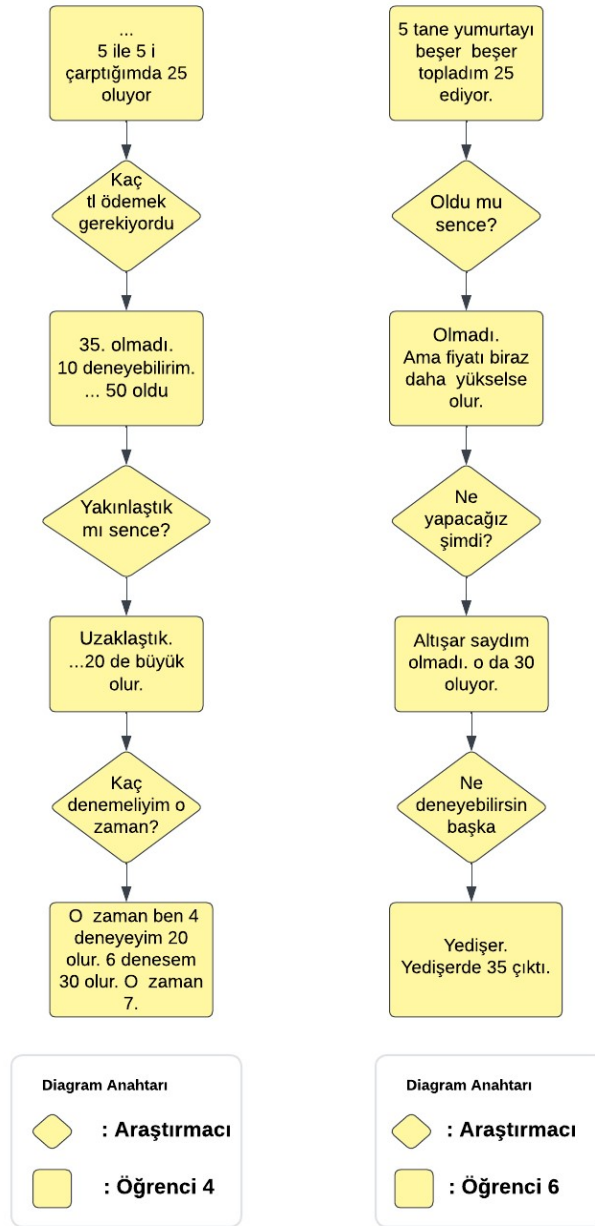 ...
5 ile 5 i
çarptığımda 25
oluyor
Kaç
tl ödemek
gerekiyordu
35. olmadı.
10 deneyebilirim.
... 50 oldu
Yakınlaştık
mı sence?
Uzaklaştık.
...20 de büyük
olur.
Kaç
denemeliyim o
zaman?
O zaman ben 4
deneyeyim 20
olur. 6 denesem
30 olur. O zaman
7.
Diagram Anahtarı
: Araştırmacı
: Öğrenci 4
5 tane yumurtayı
beşer beşer
topladım 25
ediyor.
Oldu mu
sence?
Olmadı.
Ama fiyatı biraz
daha yükselse
olur.
Ne
yapacağız
şimdi?
Altışar saydım
olmadı. o da 30
oluyor.
Ne
deneyebilirsin
başka
Yedişer.
Yedişerde 35 çıktı.
Diagram Anahtarı
: Araştırmacı
: Öğrenci 6